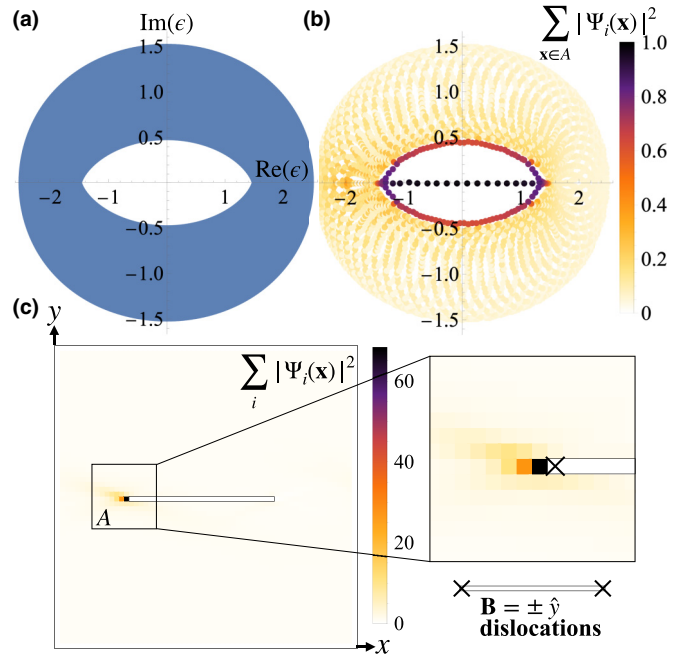 (a)
Im(ϵ)
1.5
1.0
0.5
Re(ϵ)
−2 −1 1 2
−0.5
−1.0
−1.5
(b)
∑ |Ψᵢ(𝐱)|²
𝐱∈A
1.5
1.0
0.5
−2 −1 1 2
−0.5
−1.0
−1.5
1.0
0.8
0.6
0.4
0.2
0
(c)
y
∑ |Ψᵢ(𝐱)|²
i
60
40
20
0
A
x
𝐁 = ± ŷ
dislocations